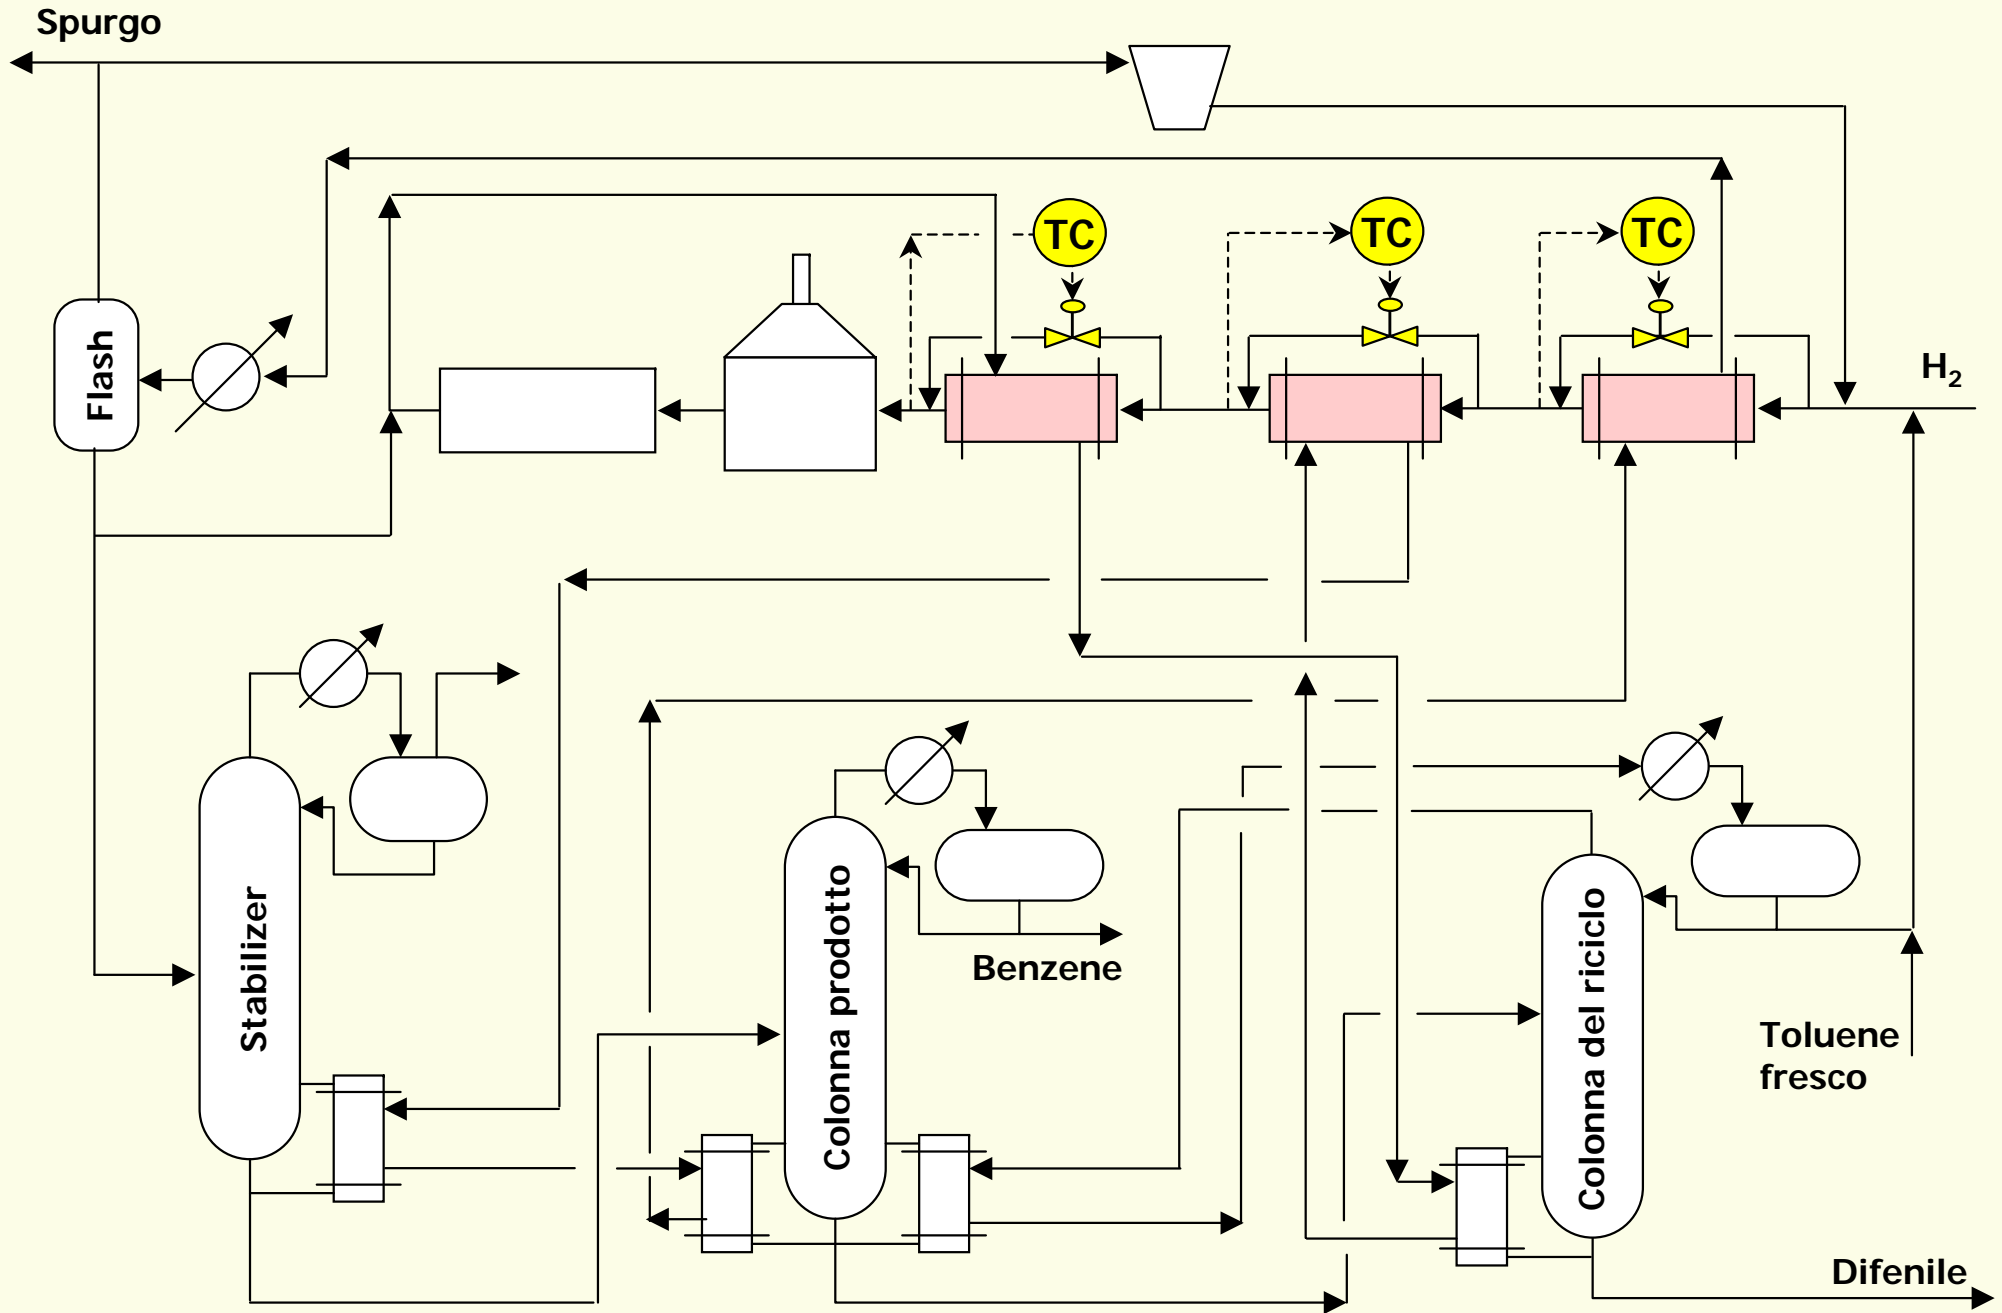 Spurgo
TC
TC
TC
H₂
Flash
Stabilizer
Colonna prodotto
Benzene
Colonna del riciclo
Toluene
fresco
Difenile